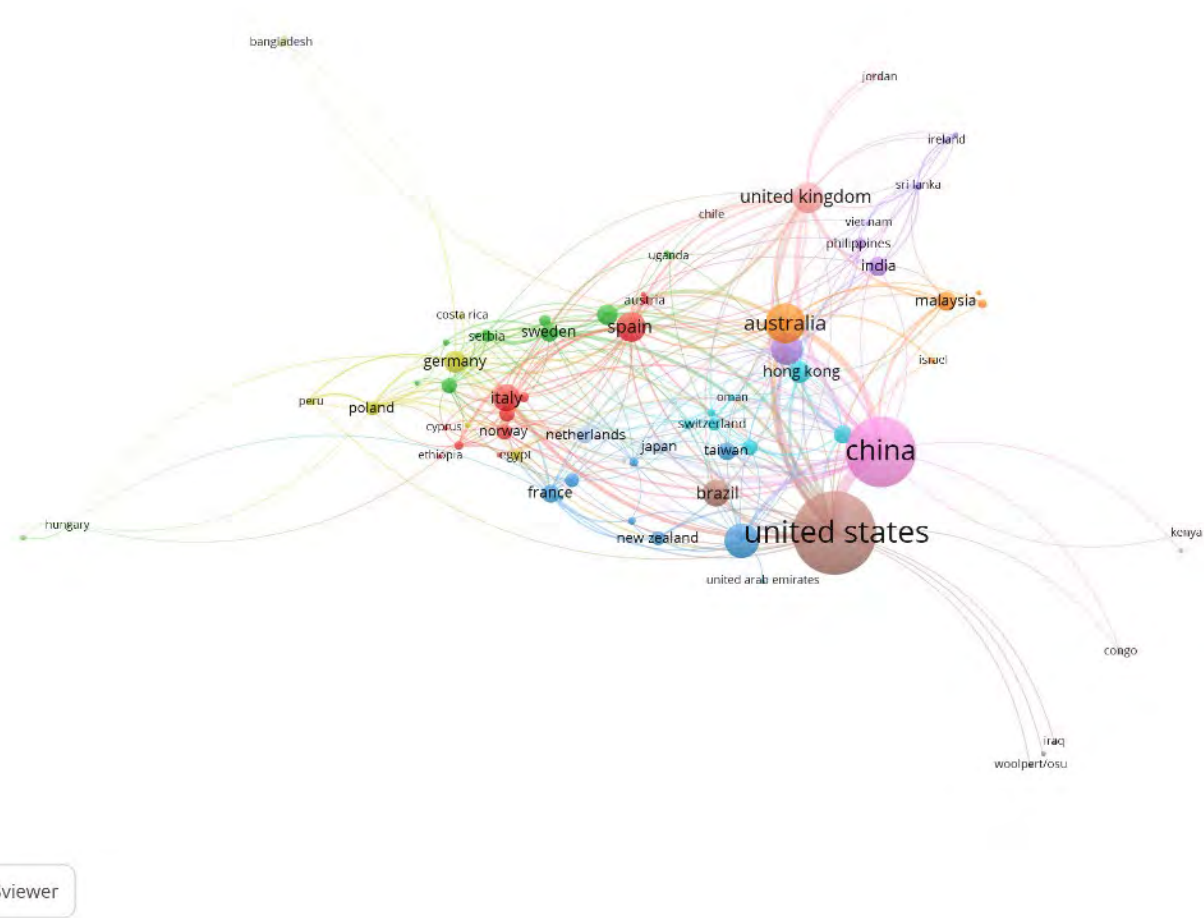 bangladesh
jordan
ireland
sri lanka
united kingdom
chile
viet nam
philippines
uganda
india
austria
malaysia
costa rica
spain
australia
sweden
serbia
germany
israel
hong kong
italy
oman
peru
poland
cyprus
switzerland
norway
netherlands
japan
taiwan
china
ethiopia
egypt
france
brazil
hungary
united states
new zealand
kenya
united arab emirates
congo
iraq
woolpert/osu
viewer